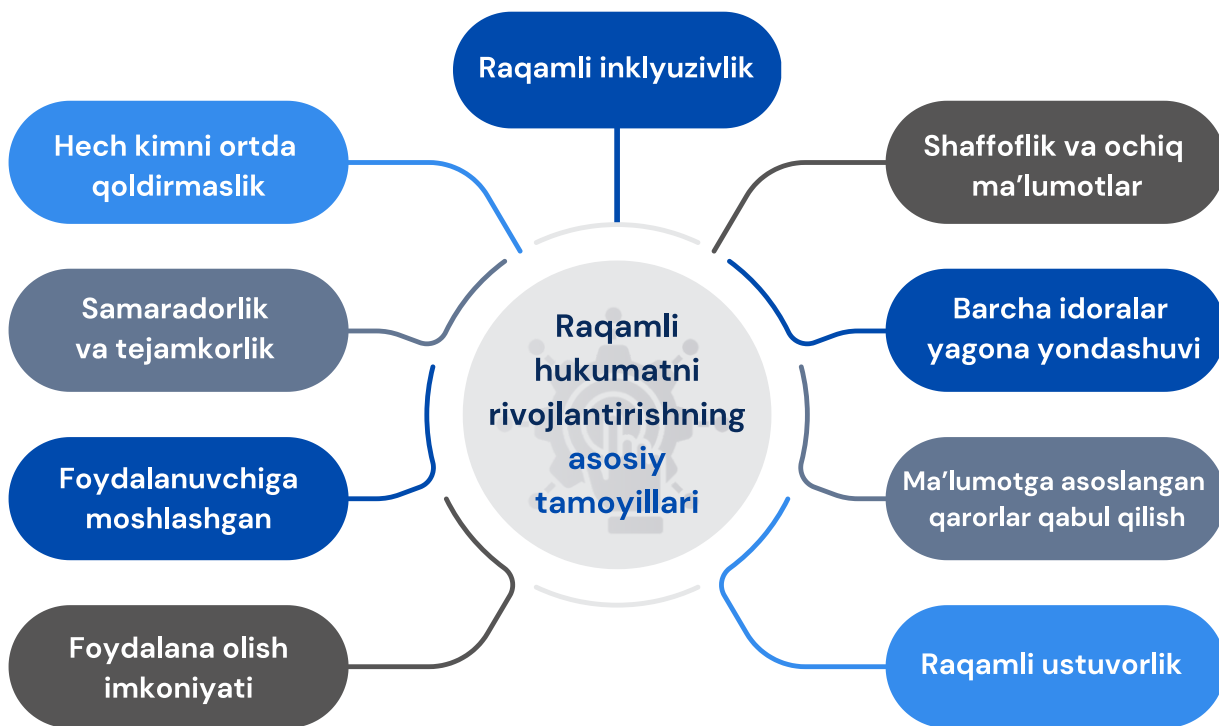 Raqamli inklyuzivlik
Hech kimni ortda
qoldirmaslik
Shaffoflik va ochiq
ma’lumotlar
Samaradorlik
va tejamkorlik
Barcha idoralar
yagona yondashuvi
Raqamli
hukumatni
rivojlantirishning
asosiy
tamoyillari
Foydalanuvchiga
moshlashgan
Ma’lumotga asoslangan
qarorlar qabul qilish
Foydalana olish
imkoniyati
Raqamli ustuvorlik